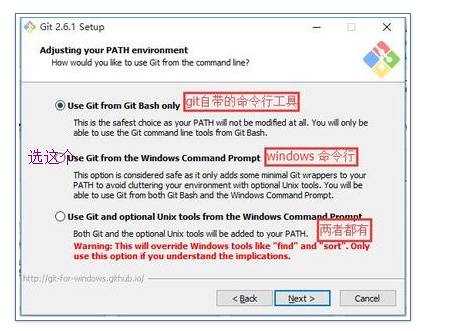 Git 2.6.1 Setup
Adjusting your PATH environment
How would you like to use Git from the command line?
Use Git from Git Bash only git自带的命令行工具
This is the safest choice as your PATH will not be modified at all. You will only
be able to use the Git command line tools from Git Bash.
选这个 Use Git from the Windows Command Prompt windows 命令行
This option is considered safe as it only adds some minimal Git wrappers to your
PATH to avoid cluttering your environment with optional Unix tools. You will be
able to use Git from both Git Bash and the Windows Command Prompt.
Use Git and optional Unix tools from the Windows Command Prompt
Both Git and the optional Unix tools will be added to your PATH. 两者都有
Warning: This will override Windows tools like "find" and "sort". Only
use this option if you understand the implications.
http://git-for-windows.github.io/
< Back Next > Cancel